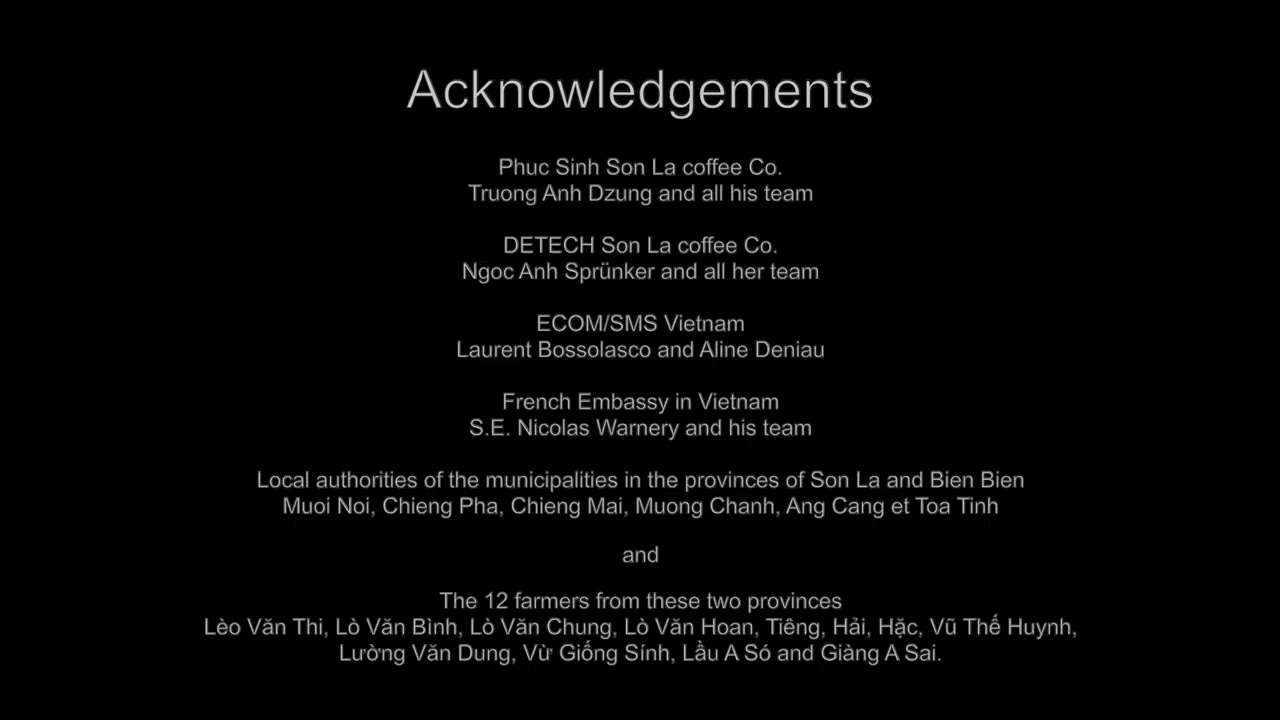 Acknowledgements
Phuc Sinh Son La coffee Co.
Truong Anh Dzung and all his team
DETECH Son La coffee Co.
Ngoc Anh Sprünker and all her team
ECOM/SMS Vietnam
Laurent Bossolasco and Aline Deniau
French Embassy in Vietnam
S.E. Nicolas Warnery and his team
Local authorities of the municipalities in the provinces of Son La and Bien Bien
Muoi Noi, Chieng Pha, Chieng Mai, Muong Chanh, Ang Cang et Toa Tinh
and
The 12 farmers from these two provinces
Lèo Văn Thi, Lò Văn Bình, Lò Văn Chung, Lò Văn Hoan, Tiêng, Hải, Hặc, Vũ Thế Huynh,
Lường Văn Dung, Vừ Giống Sính, Lầu A Só and Giàng A Sai.